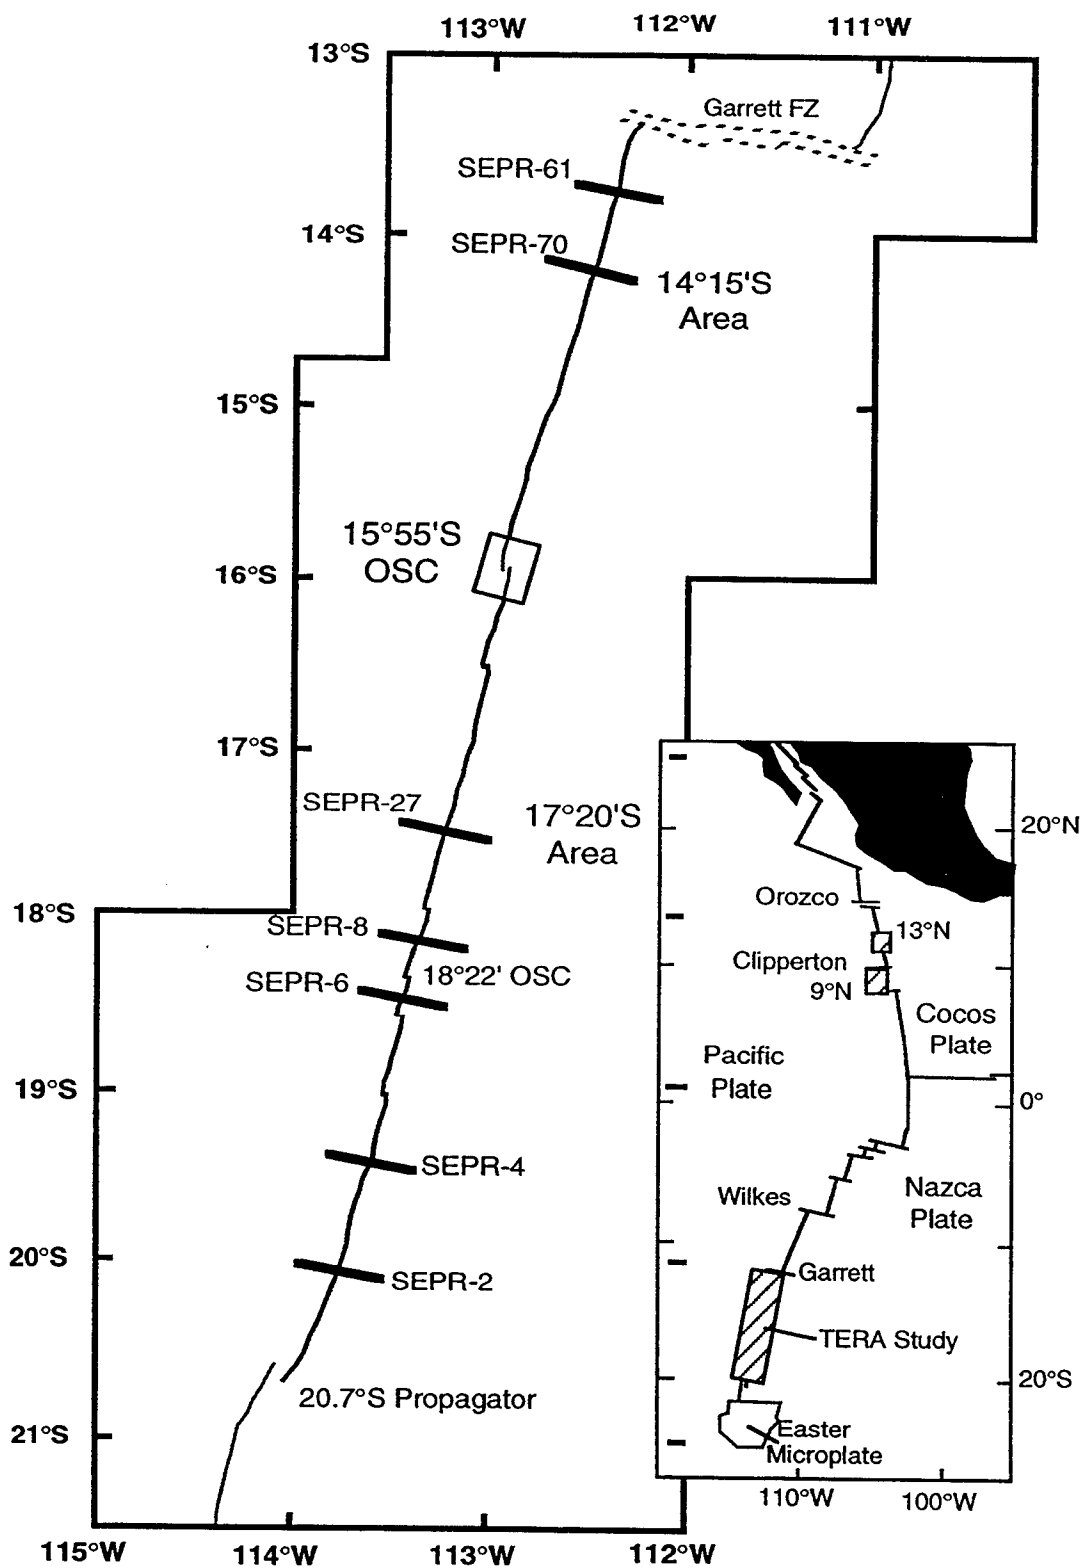 113°W
112°W
111°W
13°S
Garrett FZ
SEPR-61
14°S
SEPR-70
14°15'S
Area
15°S
15°55'S
OSC
16°S
17°S
SEPR-27
17°20'S
Area
18°S
SEPR-8
18°22' OSC
SEPR-6
19°S
SEPR-4
20°S
SEPR-2
20.7°S Propagator
21°S
115°W
114°W
113°W
112°W
20°N
Orozco
13°N
Clipperton
9°N
Cocos
Plate
Pacific
Plate
0°
Nazca
Plate
Wilkes
Garrett
TERA Study
20°S
Easter
Microplate
110°W
100°W